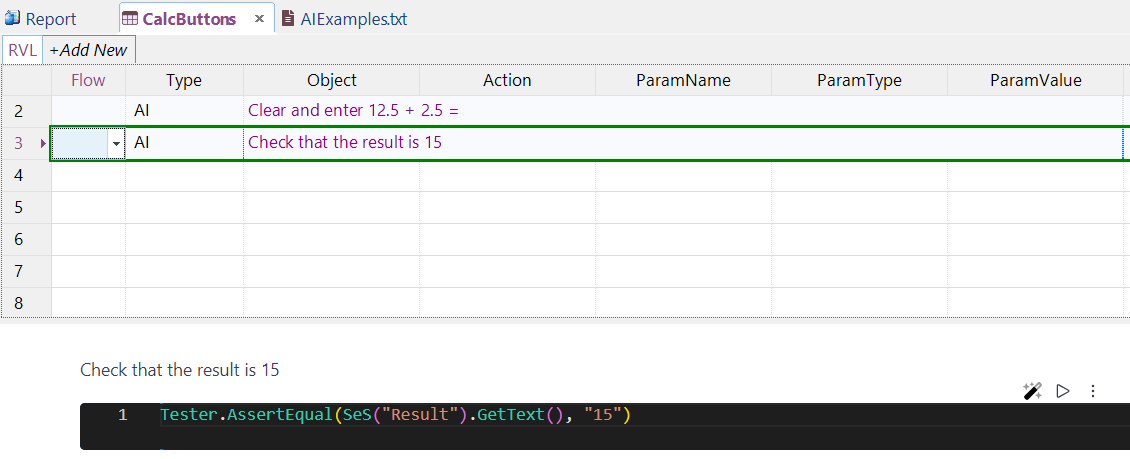 Report CalcButtons × AIExamples.txt
RVL +Add New
Flow Type Object Action ParamName ParamType ParamValue
2 AI Clear and enter 12.5 + 2.5 =
3 AI Check that the result is 15
4
5
6
7
8
Check that the result is 15
1 Tester.AssertEqual(SeS("Result").GetText(), "15")